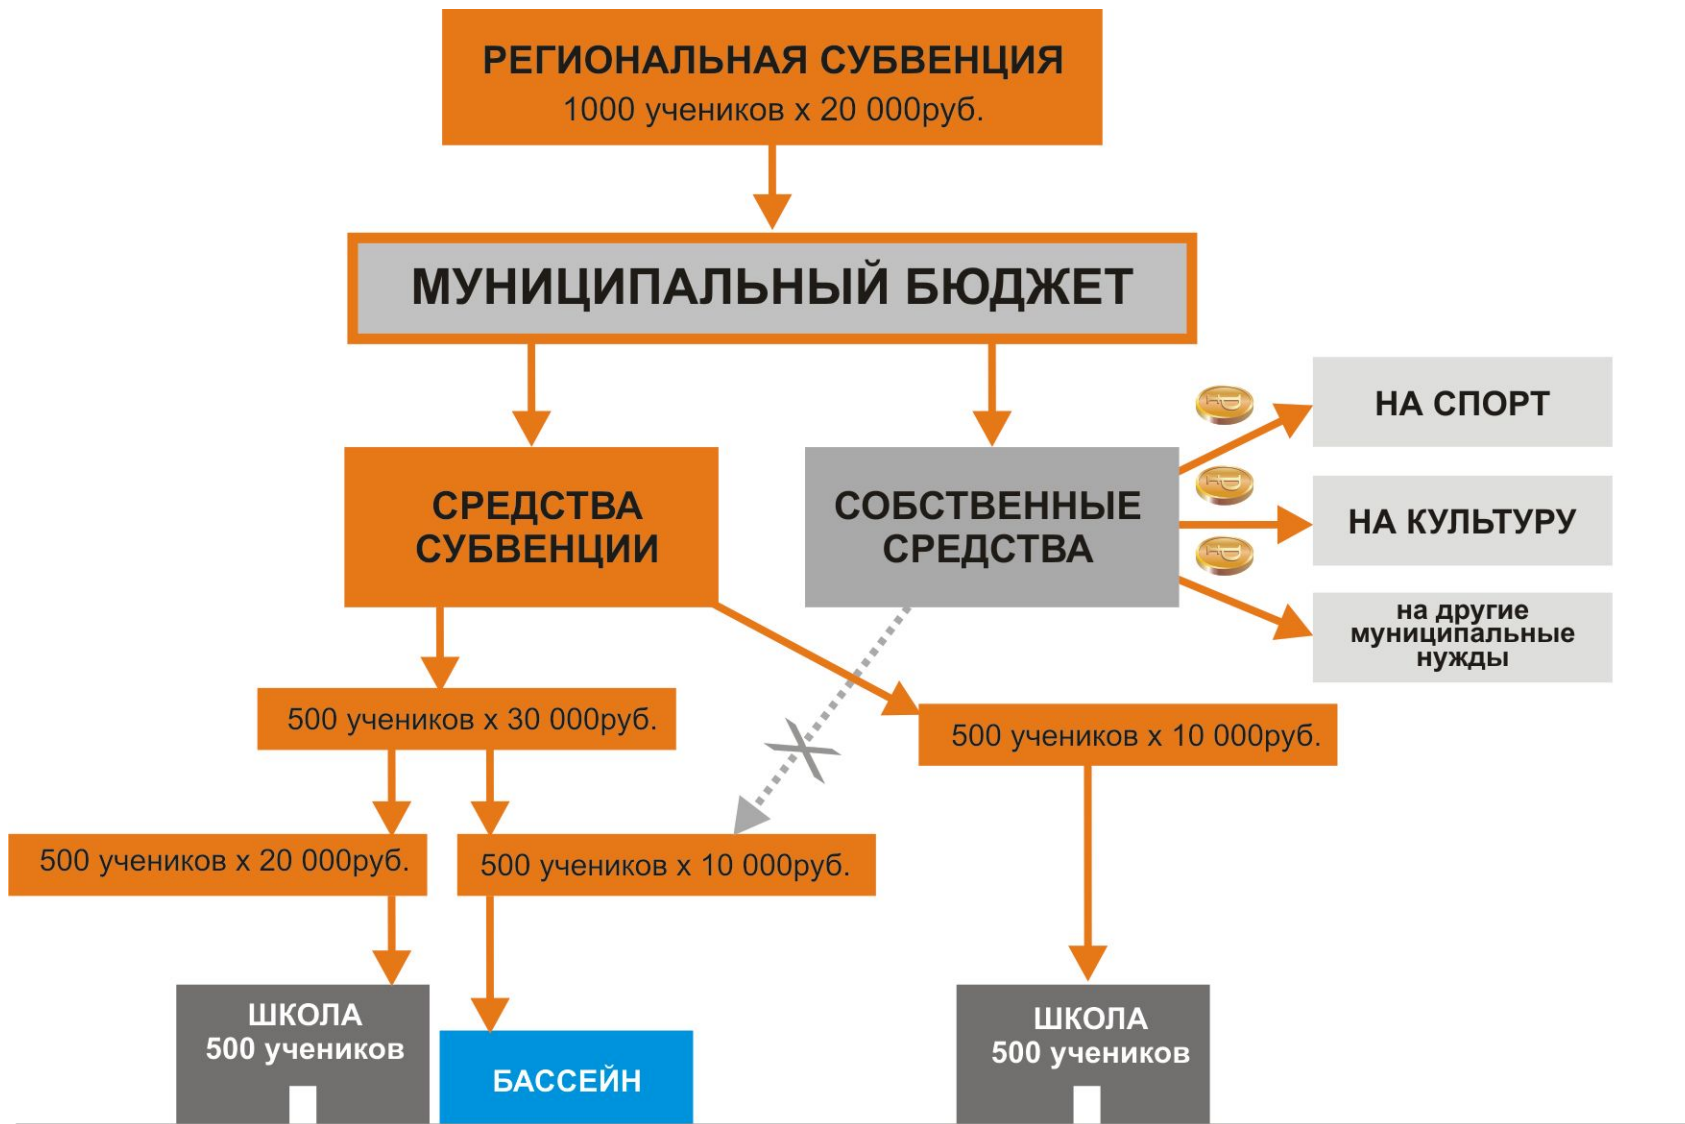 РЕГИОНАЛЬНАЯ СУБВЕНЦИЯ
1000 учеников х 20 000руб.
МУНИЦИПАЛЬНЫЙ БЮДЖЕТ
НА СПОРТ
СРЕДСТВА
СУБВЕНЦИИ
СОБСТВЕННЫЕ
СРЕДСТВА
НА КУЛЬТУРУ
на другие
муниципальные
нужды
500 учеников х 30 000руб.
500 учеников х 10 000руб.
500 учеников х 20 000руб.
500 учеников х 10 000руб.
ШКОЛА
500 учеников
БАССЕЙН
ШКОЛА
500 учеников